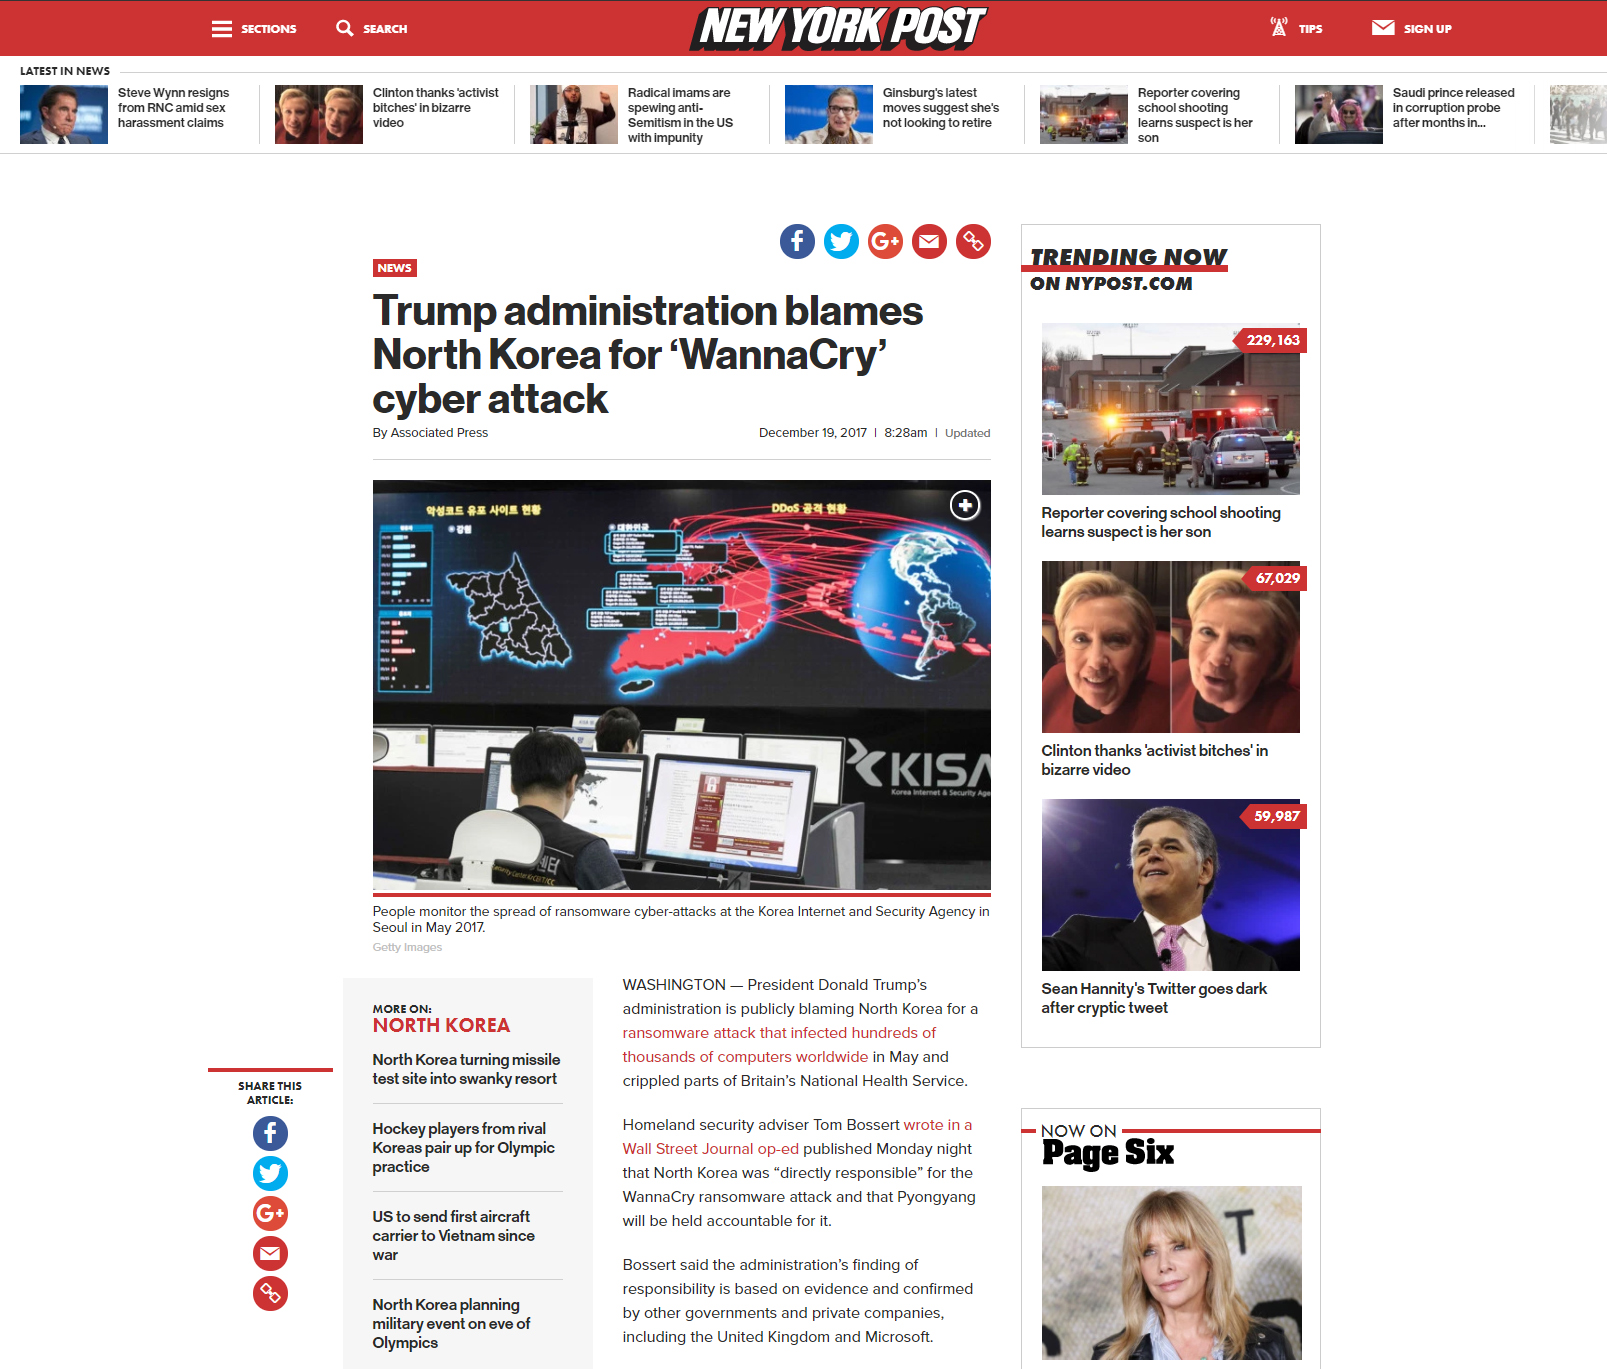 SECTIONS
SEARCH
NEW YORK POST
TIPS
SIGN UP
LATEST IN NEWS
Steve Wynn resigns
from RNC amid sex
harassment claims
Clinton thanks 'activist
bitches' in bizarre
video
Radical imams are
spewing anti-
Semitism in the US
with impunity
Ginsburg's latest
moves suggest she's
not looking to retire
Reporter covering
school shooting
learns suspect is her
son
Saudi prince released
in corruption probe
after months in...
NEWS
Trump administration blames
North Korea for ‘WannaCry’
cyber attack
By Associated Press
December 19, 2017 | 8:28am | Updated
악성코드 유포 사이트 현황
DDoS 공격 현황
강원
대한민국
KISA
Korea Internet & Security Age
People monitor the spread of ransomware cyber-attacks at the Korea Internet and Security Agency in
Seoul in May 2017.
Getty Images
MORE ON:
NORTH KOREA
North Korea turning missile
test site into swanky resort
Hockey players from rival
Koreas pair up for Olympic
practice
US to send first aircraft
carrier to Vietnam since
war
North Korea planning
military event on eve of
Olympics
SHARE THIS
ARTICLE:
WASHINGTON — President Donald Trump’s
administration is publicly blaming North Korea for a
ransomware attack that infected hundreds of
thousands of computers worldwide in May and
crippled parts of Britain’s National Health Service.
Homeland security adviser Tom Bossert wrote in a
Wall Street Journal op-ed published Monday night
that North Korea was “directly responsible” for the
WannaCry ransomware attack and that Pyongyang
will be held accountable for it.
Bossert said the administration’s finding of
responsibility is based on evidence and confirmed
by other governments and private companies,
including the United Kingdom and Microsoft.
TRENDING NOW
ON NYPOST.COM
229,163
Reporter covering school shooting
learns suspect is her son
67,029
Clinton thanks 'activist bitches' in
bizarre video
59,987
Sean Hannity's Twitter goes dark
after cryptic tweet
NOW ON
Page Six